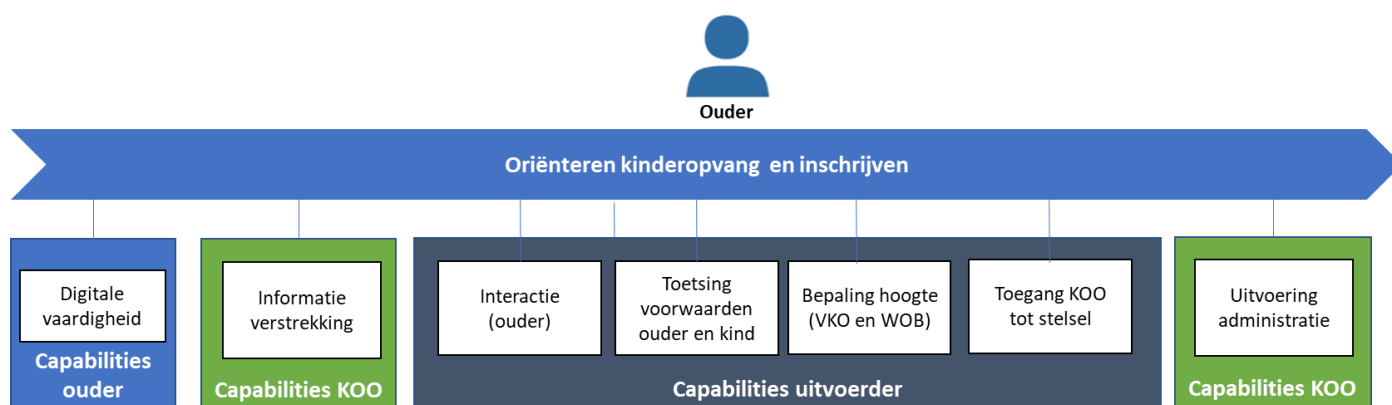 Ouder
Oriënteren kinderopvang en inschrijven
Digitale
vaardigheid
Capabilities
ouder
Informatie
verstrekking
Capabilities KOO
Interactie
(ouder)
Toetsing
voorwaarden
ouder en kind
Bepaling hoogte
(VKO en WOB)
Toegang KOO
tot stelsel
Capabilities uitvoerder
Uitvoering
administratie
Capabilities KOO